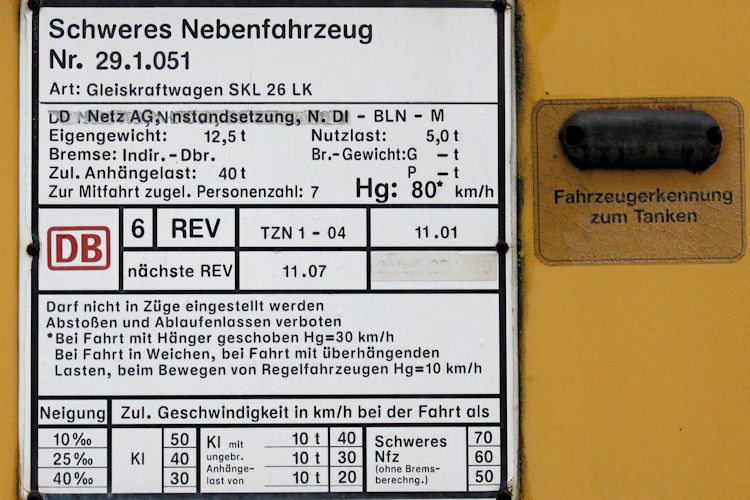 Schweres Nebenfahrzeug
Nr. 29.1.051
Art: Gleiskraftwagen SKL 26 LK
DD . Netz AG, Instandsetzung, N. DI - BLN - M
Eigengewicht: 12,5 t Nutzlast: 5,0 t
Bremse: Indir. - Dbr. Br.-Gewicht: G – t
Zul. Anhängelast: 40 t P – t
Zur Mitfahrt zugel. Personenzahl: 7 Hg: 80* km/h
DB 6 REV TZN 1 - 04 11.01
nächste REV 11.07
Darf nicht in Züge eingestellt werden
Abstoßen und Ablaufenlassen verboten
*Bei Fahrt mit Hänger geschoben Hg=30 km/h
Bei Fahrt in Weichen, bei Fahrt mit überhängenden
Lasten, beim Bewegen von Regelfahrzeugen Hg=10 km/h
Neigung Zul. Geschwindigkeit in km/h bei der Fahrt als
10 ‰ 50 10 t 40 70
25 ‰ Kl 40 Kl mit ungebr. Anhänge- last von 10 t 30 Schweres Nfz (ohne Brems- berechng.) 60
40 ‰ 30 10 t 20 50
Fahrzeugerkennung
zum Tanken